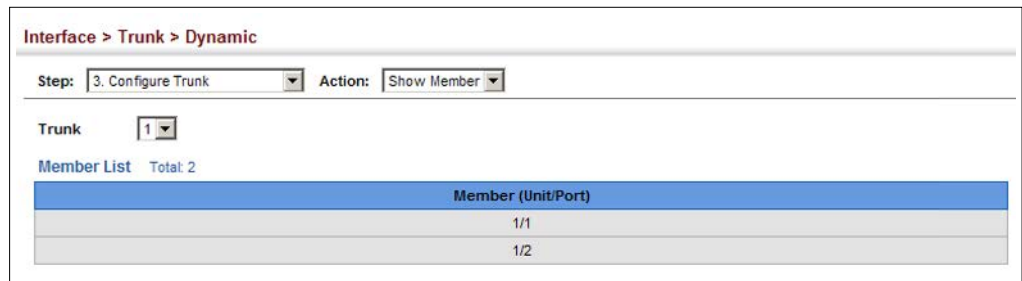 Interface > Trunk > Dynamic
Step: 3. Configure Trunk Action: Show Member
Trunk 1
Member List Total: 2
Member (Unit/Port)
1/1
1/2